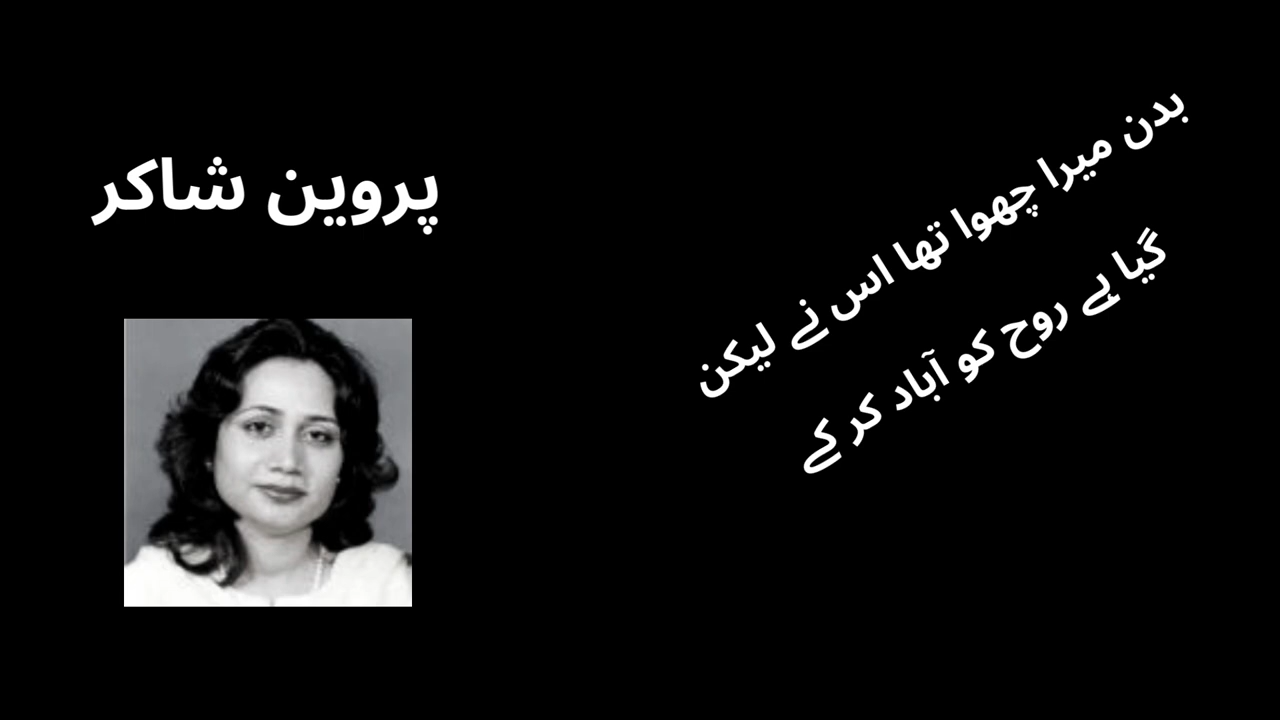 پروین شاکر
بدن میرا چھوا تھا اس نے لیکن
گیا ہے روح کو آباد کر کے